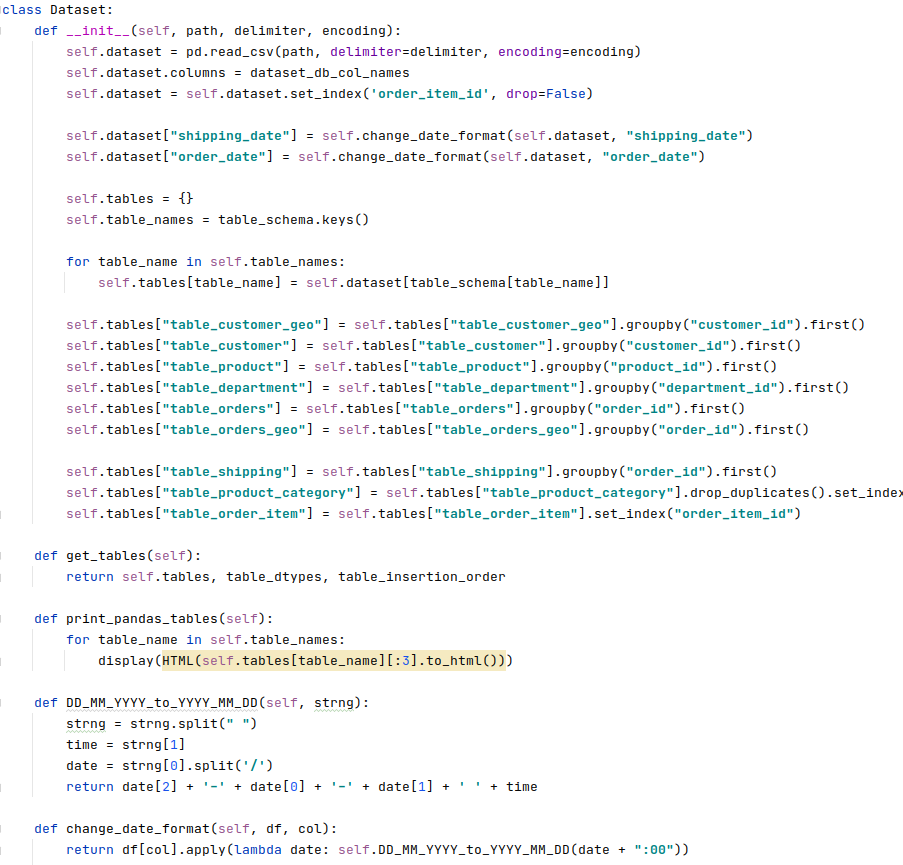 class Dataset:
    def __init__(self, path, delimiter, encoding):
        self.dataset = pd.read_csv(path, delimiter=delimiter, encoding=encoding)
        self.dataset.columns = dataset_db_col_names
        self.dataset = self.dataset.set_index('order_item_id', drop=False)

        self.dataset["shipping_date"] = self.change_date_format(self.dataset, "shipping_date")
        self.dataset["order_date"] = self.change_date_format(self.dataset, "order_date")

        self.tables = {}
        self.table_names = table_schema.keys()

        for table_name in self.table_names:
            self.tables[table_name] = self.dataset[table_schema[table_name]]

        self.tables["table_customer_geo"] = self.tables["table_customer_geo"].groupby("customer_id").first()
        self.tables["table_customer"] = self.tables["table_customer"].groupby("customer_id").first()
        self.tables["table_product"] = self.tables["table_product"].groupby("product_id").first()
        self.tables["table_department"] = self.tables["table_department"].groupby("department_id").first()
        self.tables["table_orders"] = self.tables["table_orders"].groupby("order_id").first()
        self.tables["table_orders_geo"] = self.tables["table_orders_geo"].groupby("order_id").first()

        self.tables["table_shipping"] = self.tables["table_shipping"].groupby("order_id").first()
        self.tables["table_product_category"] = self.tables["table_product_category"].drop_duplicates().set_index
        self.tables["table_order_item"] = self.tables["table_order_item"].set_index("order_item_id")

    def get_tables(self):
        return self.tables, table_dtypes, table_insertion_order

    def print_pandas_tables(self):
        for table_name in self.table_names:
            display(HTML(self.tables[table_name][:3].to_html()))

    def DD_MM_YYYY_to_YYYY_MM_DD(self, strng):
        strng = strng.split(" ")
        time = strng[1]
        date = strng[0].split('/')
        return date[2] + '-' + date[0] + '-' + date[1] + ' ' + time

    def change_date_format(self, df, col):
        return df[col].apply(lambda date: self.DD_MM_YYYY_to_YYYY_MM_DD(date + ":00"))